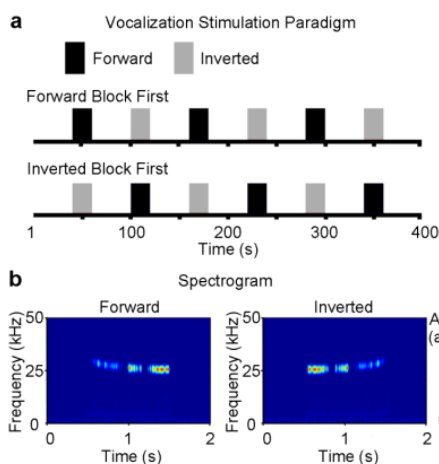 a Vocalization Stimulation Paradigm
Forward Inverted
Forward Block First
Inverted Block First
1 100 200 300 400
Time (s)
b Spectrogram
Forward Inverted
Frequency (kHz) 50 25 0
0 1 2
Time (s)
Frequency (kHz) 50 25 0
0 1 2
Time (s)
A
(a